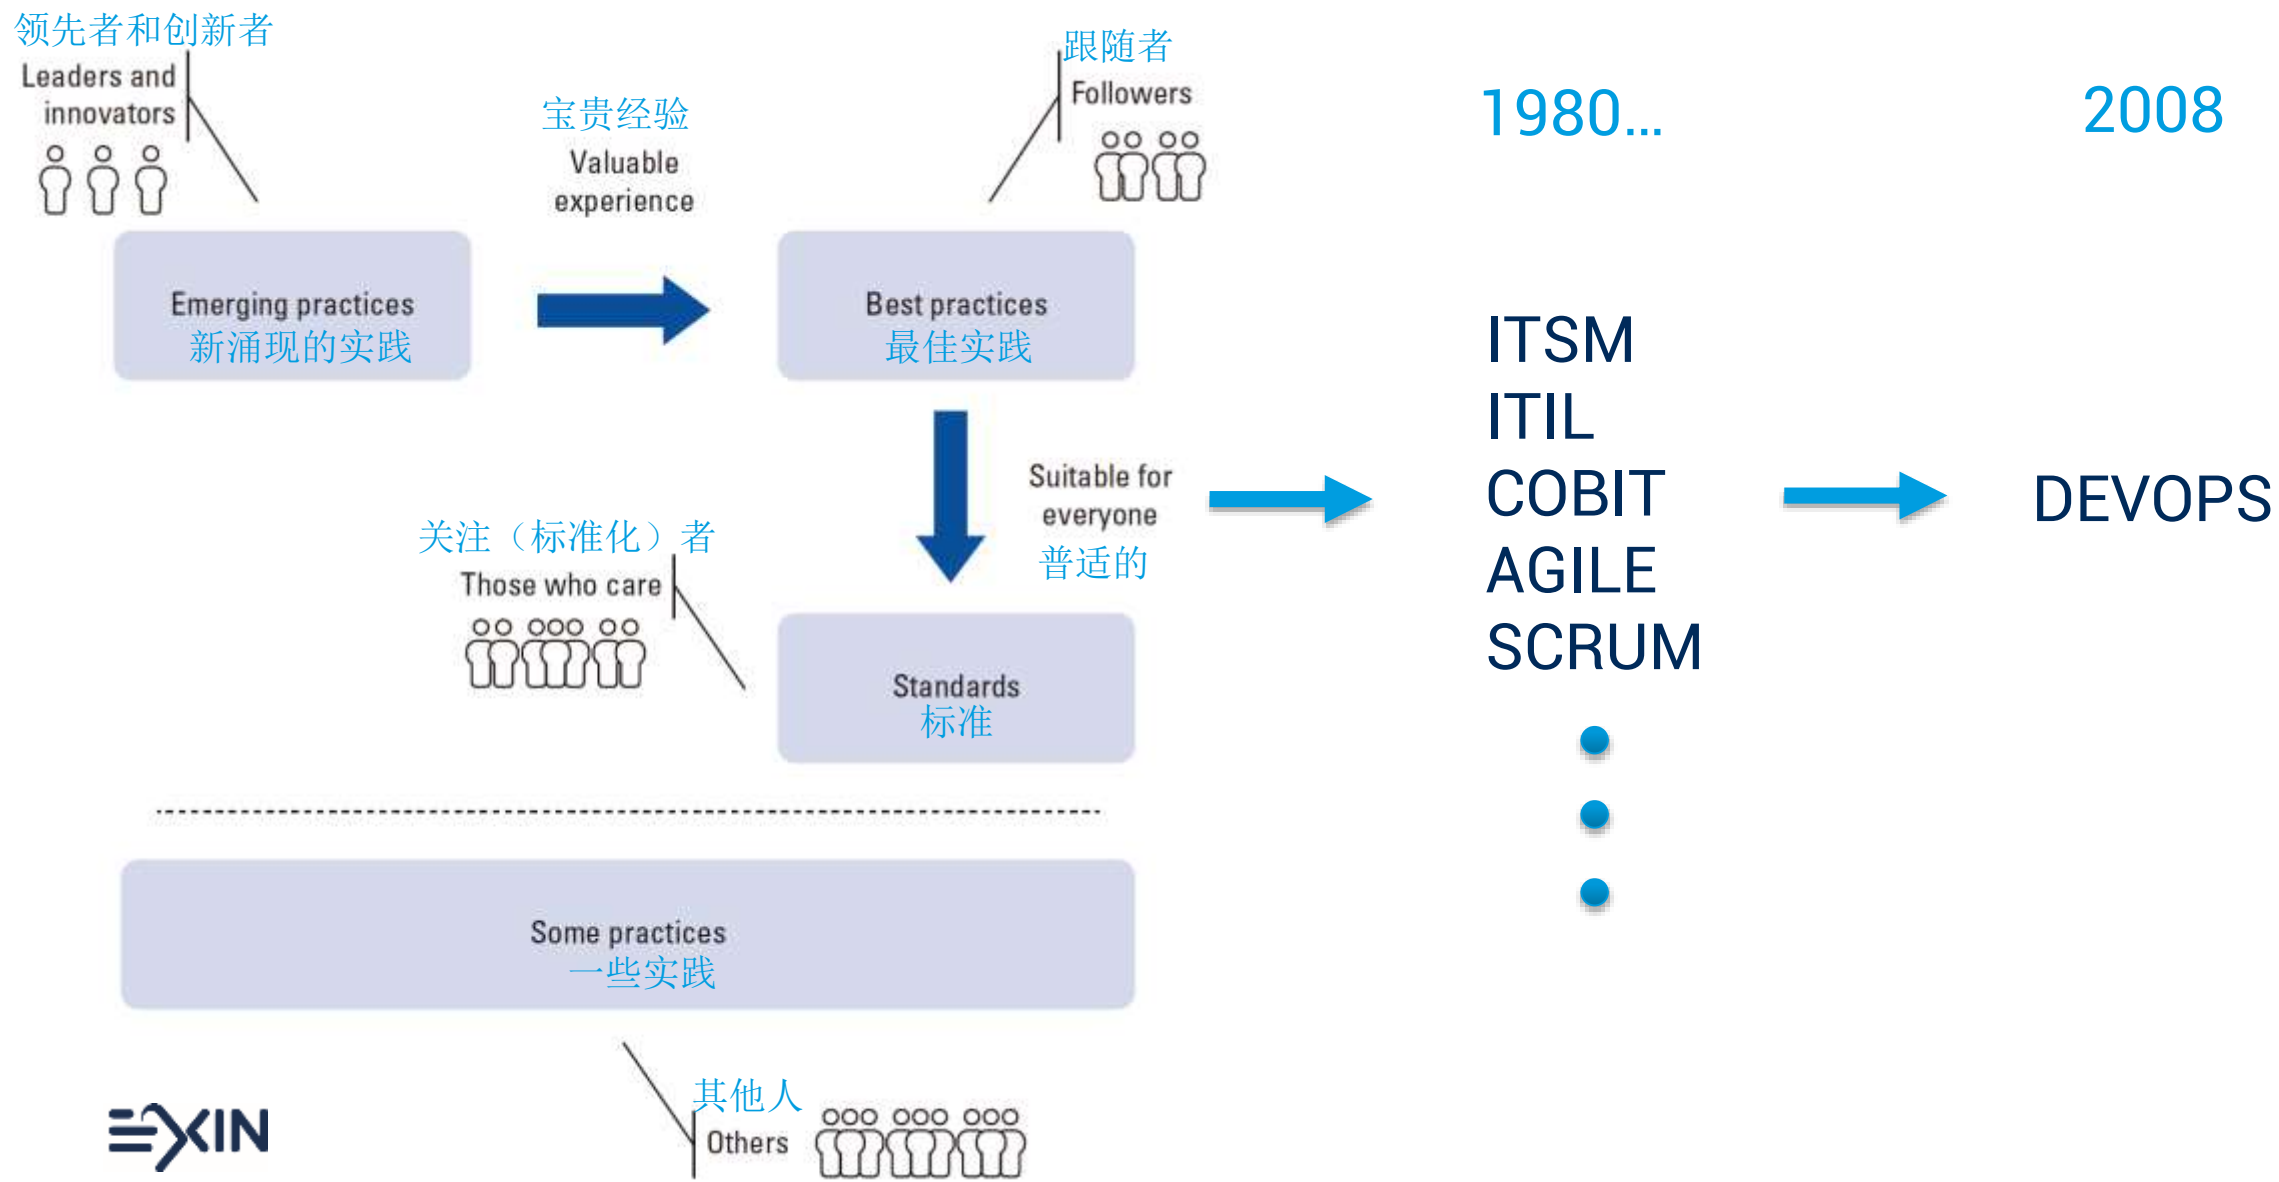 领先者和创新者
Leaders and
innovators
宝贵经验
Valuable
experience
跟随者
Followers
1980...
2008
Emerging practices
新涌现的实践
Best practices
最佳实践
ITSM
ITIL
COBIT
AGILE
SCRUM
DEVOPS
Suitable for
everyone
普适的
关注（标准化）者
Those who care
Standards
标准
Some practices
一些实践
其他人
Others
EXIN